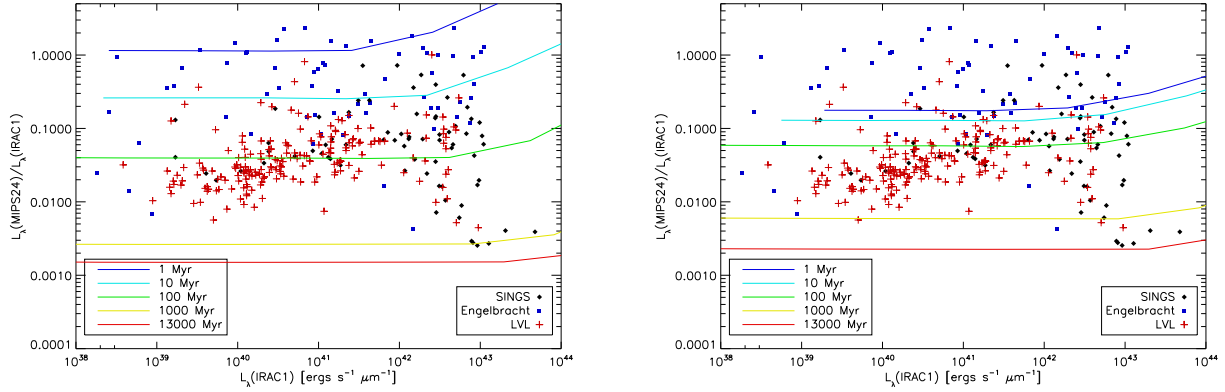 1.0000
0.1000
0.0100
0.0010
0.0001
L_λ(MIPS24)/L_λ(IRAC1)
1 Myr
10 Myr
100 Myr
1000 Myr
13000 Myr
SINGS
Engelbracht
LVL
10^38 10^39 10^40 10^41 10^42 10^43 10^44
L_λ(IRAC1) [ergs s^-1 μm^-1]
1.0000
0.1000
0.0100
0.0010
0.0001
L_λ(MIPS24)/L_λ(IRAC1)
1 Myr
10 Myr
100 Myr
1000 Myr
13000 Myr
SINGS
Engelbracht
LVL
10^38 10^39 10^40 10^41 10^42 10^43 10^44
L_λ(IRAC1) [ergs s^-1 μm^-1]